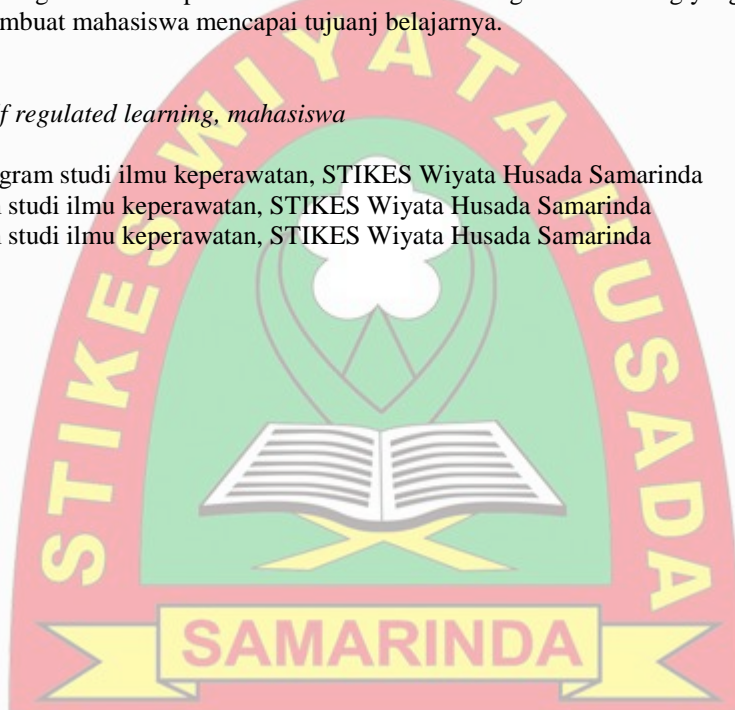 mbuat mahasiswa mencapai tujuanj belajarnya.
f regulated learning, mahasiswa
gram studi ilmu keperawatan, STIKES Wiyata Husada Samarinda
studi ilmu keperawatan, STIKES Wiyata Husada Samarinda
studi ilmu keperawatan, STIKES Wiyata Husada Samarinda
STIKES WIYATA HUSADA
SAMARINDA